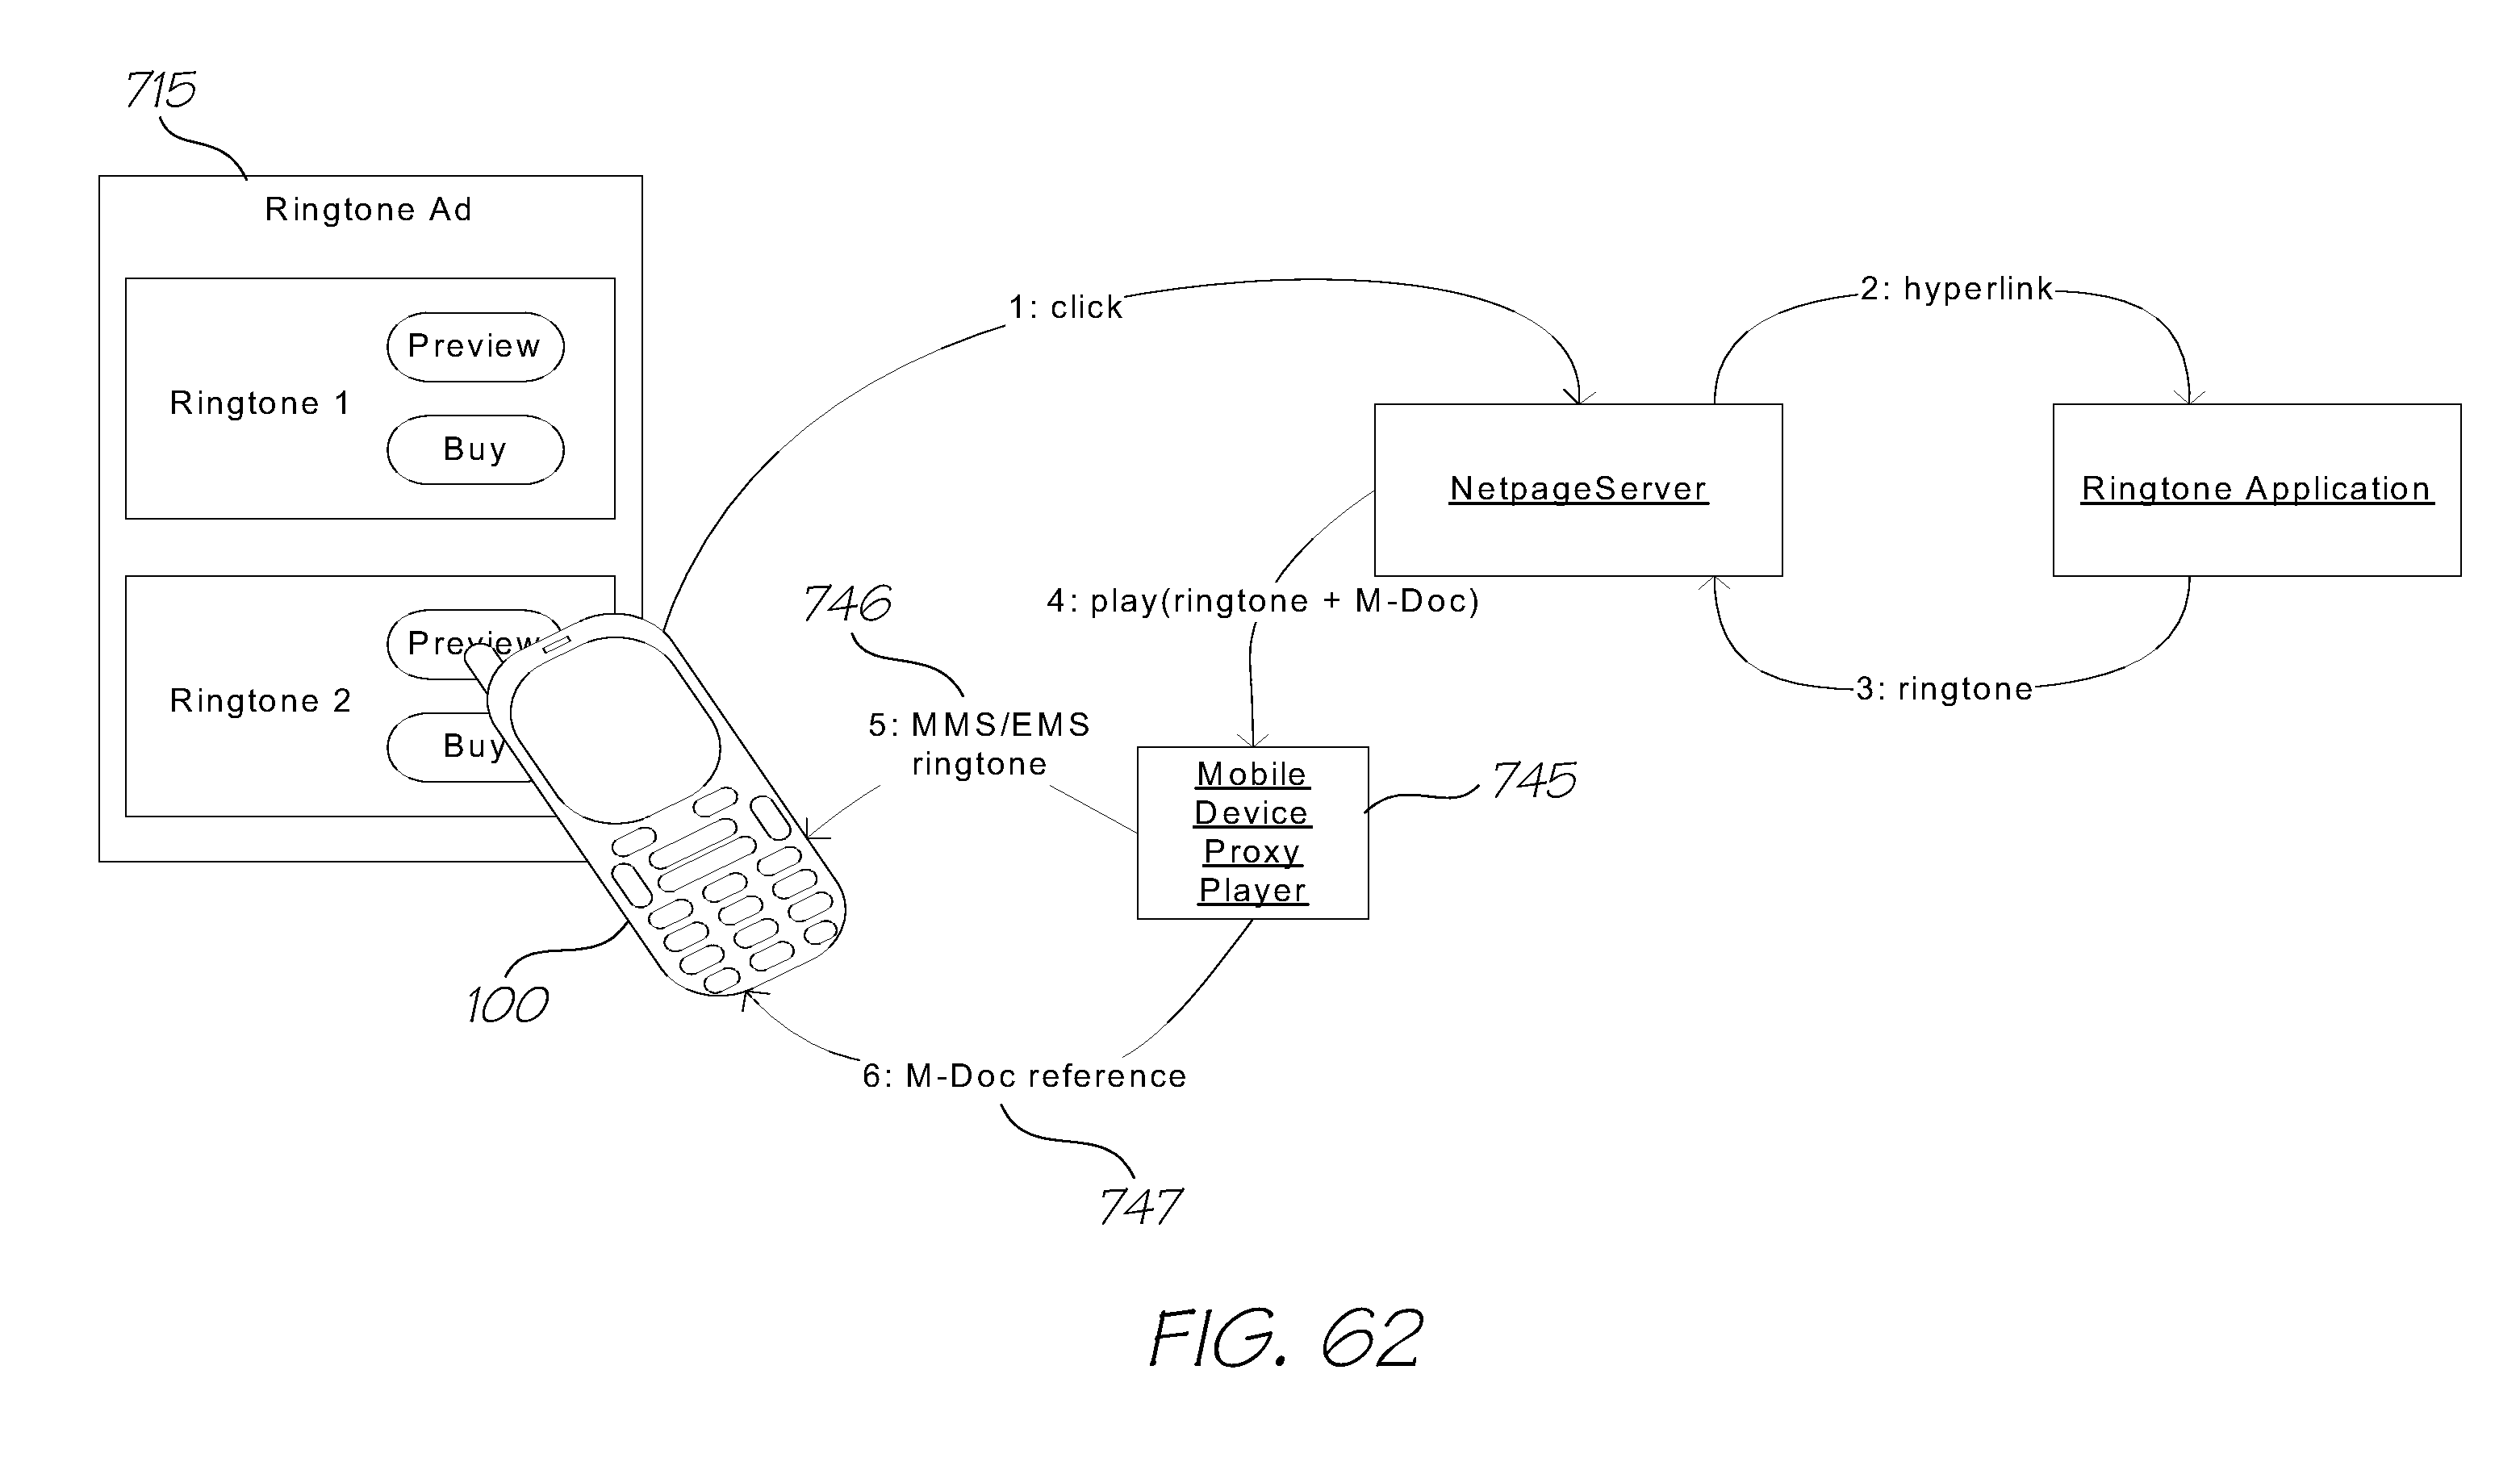 715
Ringtone Ad
Ringtone 1
Preview
Buy
Ringtone 2
Preview
Buy
100
1: click
2: hyperlink
NetpageServer
Ringtone Application
3: ringtone
4: play(ringtone + M-Doc)
746
5: MMS/EMS
ringtone
Mobile
Device
Proxy
Player
745
6: M-Doc reference
747
FIG. 62